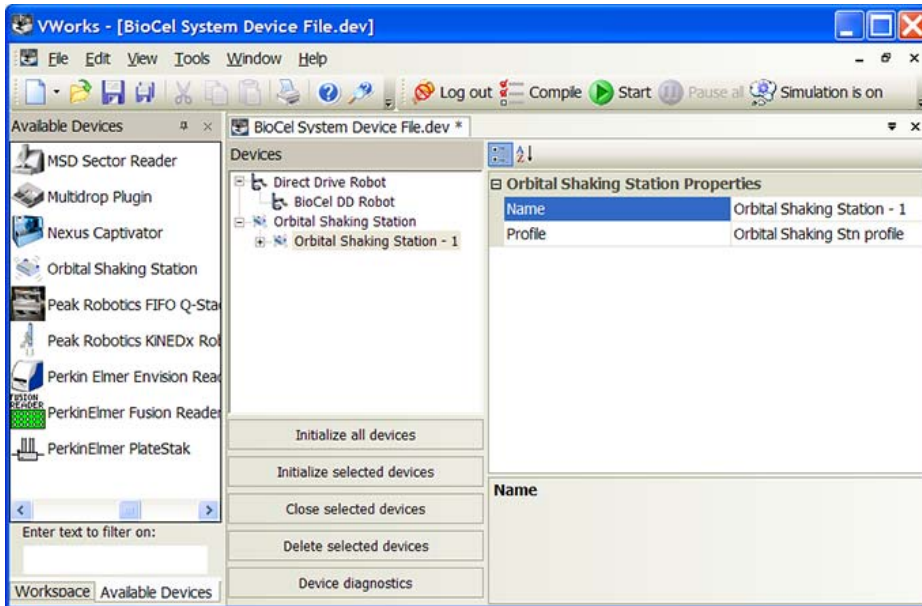 VWorks - [BioCel System Device File.dev]
File Edit View Tools Window Help
Log out Compile Start Pause all Simulation is on
Available Devices
MSD Sector Reader
Multidrop Plugin
Nexus Captivator
Orbital Shaking Station
Peak Robotics FIFO Q-Sta
Peak Robotics KiNEDx Rol
Perkin Elmer Envision Read
FUSION
READER
PerkinElmer Fusion Reader
PerkinElmer PlateStak
Enter text to filter on:
Workspace Available Devices
BioCel System Device File.dev *
Devices
Direct Drive Robot
BioCel DD Robot
Orbital Shaking Station
Orbital Shaking Station - 1
Initialize all devices
Initialize selected devices
Close selected devices
Delete selected devices
Device diagnostics
Orbital Shaking Station Properties
Name Orbital Shaking Station - 1
Profile Orbital Shaking Stn profile
Name